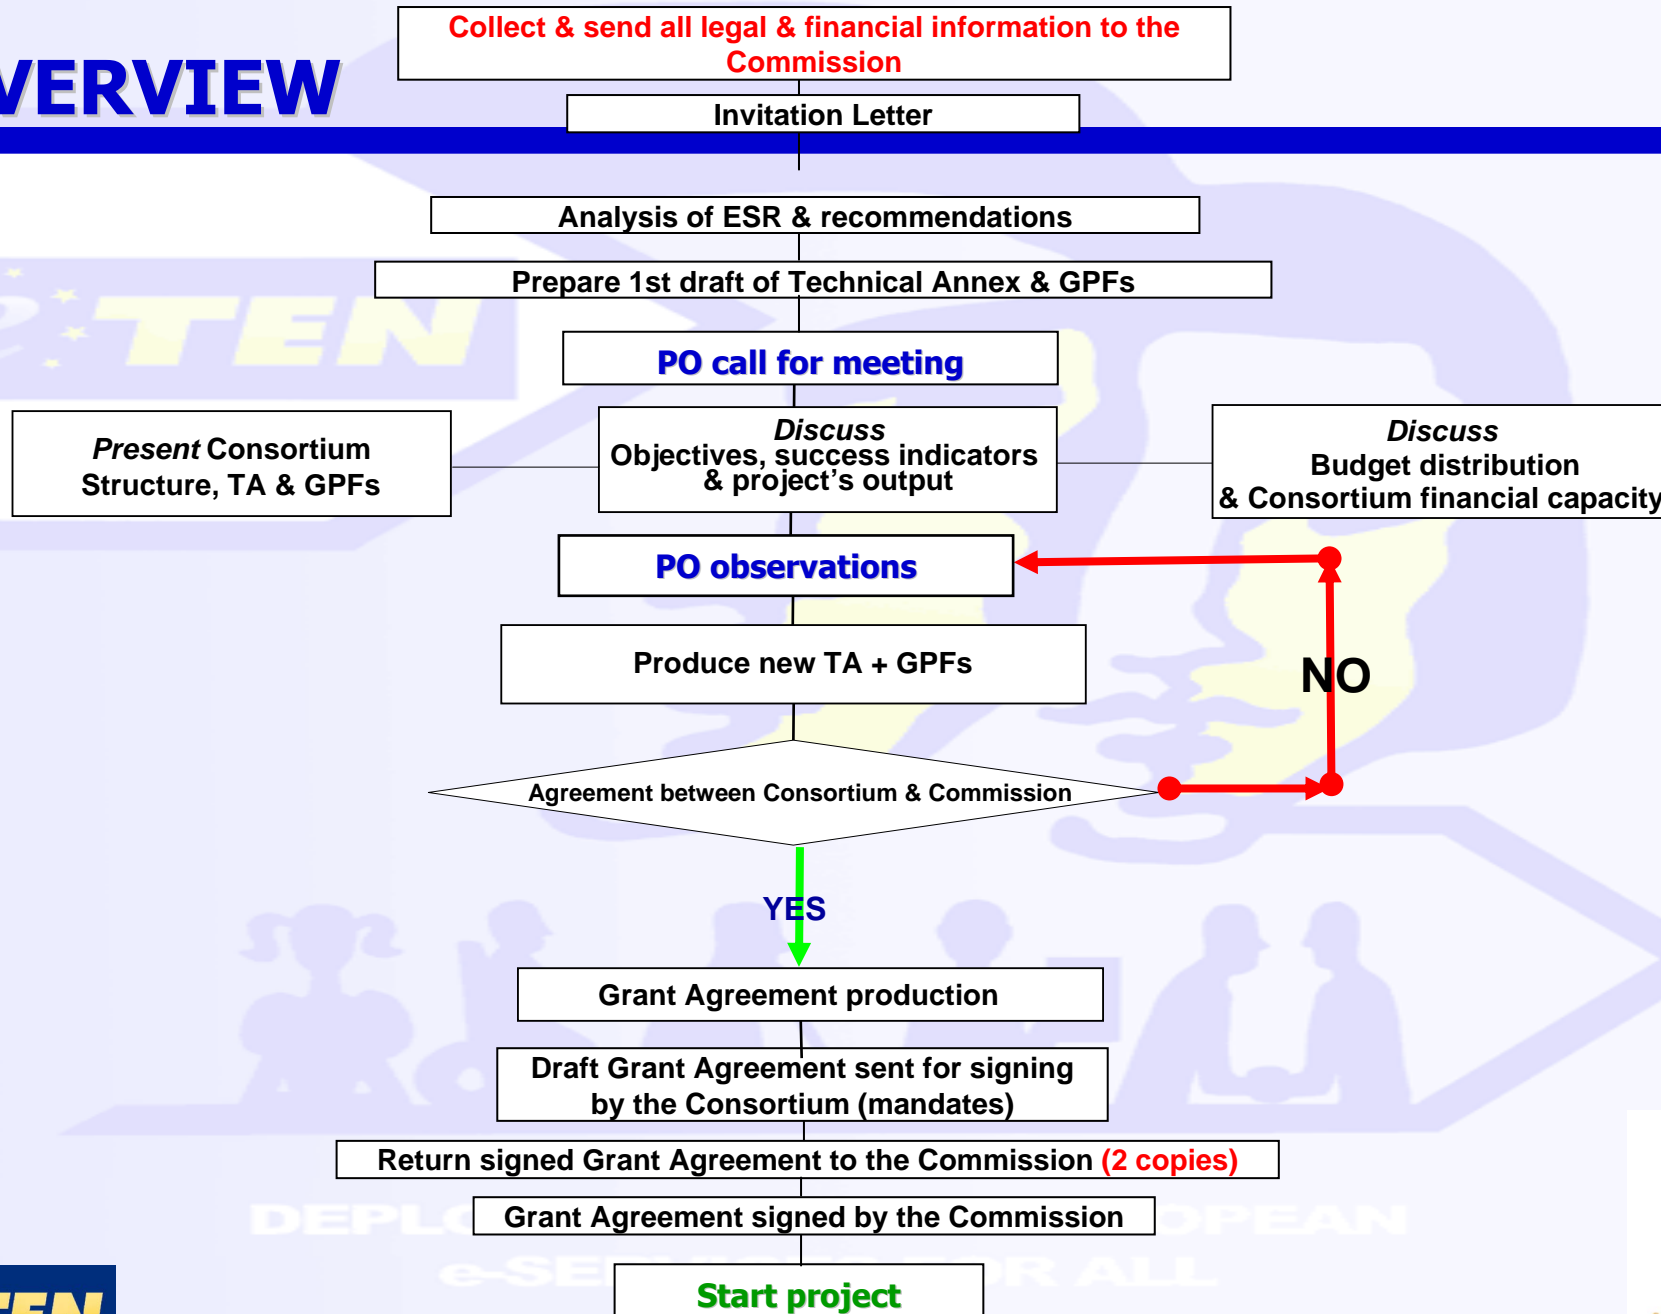 Collect & send all legal & financial information to the
Commission
VERVIEW
Invitation Letter
Analysis of ESR & recommendations
Prepare 1st draft of Technical Annex & GPFs
TEN
PO call for meeting
Present Consortium
Structure, TA & GPFs
Discuss
Objectives, success indicators
& project's output
Discuss
Budget distribution
& Consortium financial capacity
PO observations
Produce new TA + GPFs
NO
Agreement between Consortium & Commission
YES
Grant Agreement production
Draft Grant Agreement sent for signing
by the Consortium (mandates)
Return signed Grant Agreement to the Commission (2 copies)
Grant Agreement signed by the Commission
FOR ALL
Start project
TEN